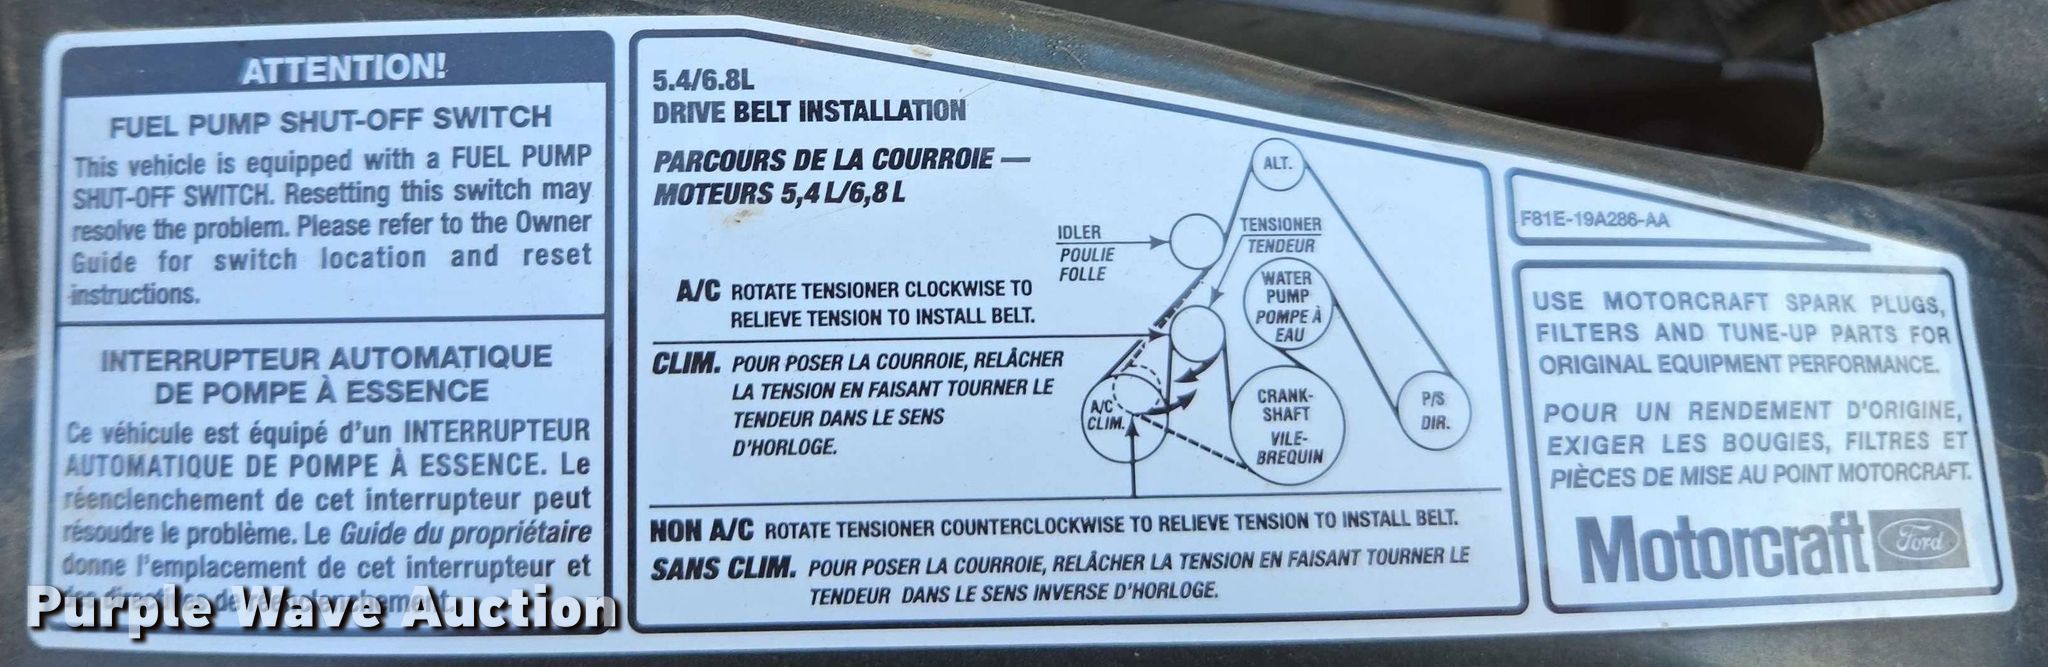 ATTENTION!
FUEL PUMP SHUT-OFF SWITCH
This vehicle is equipped with a FUEL PUMP
SHUT-OFF SWITCH. Resetting this switch may
resolve the problem. Please refer to the Owner
Guide for switch location and reset
instructions.
INTERRUPTEUR AUTOMATIQUE
DE POMPE À ESSENCE
Ce véhicule est équipé d'un INTERRUPTEUR
AUTOMATIQUE DE POMPE À ESSENCE. Le
réenclenchement de cet interrupteur peut
résoudre le problème. Le Guide du propriétaire
donne l'emplacement de cet interrupteur et
des directives de réenclenchement.
Purple Wave Auction
5.4/6.8L
DRIVE BELT INSTALLATION
PARCOURS DE LA COURROIE —
MOTEURS 5,4 L/6,8 L
A/C ROTATE TENSIONER CLOCKWISE TO
RELIEVE TENSION TO INSTALL BELT.
CLIM. POUR POSER LA COURROIE, RELÂCHER
LA TENSION EN FAISANT TOURNER LE
TENDEUR DANS LE SENS
D'HORLOGE.
ALT.
IDLER
POULIE
FOLLE
TENSIONER
TENDEUR
WATER
PUMP
POMPE À
EAU
A/C
CLIM.
CRANK-
SHAFT
VILE-
BREQUIN
P/S
DIR.
NON A/C ROTATE TENSIONER COUNTERCLOCKWISE TO RELIEVE TENSION TO INSTALL BELT.
SANS CLIM. POUR POSER LA COURROIE, RELÂCHER LA TENSION EN FAISANT TOURNER LE
TENDEUR DANS LE SENS INVERSE D'HORLOGE.
F81E-19A286-AA
USE MOTORCRAFT SPARK PLUGS,
FILTERS AND TUNE-UP PARTS FOR
ORIGINAL EQUIPMENT PERFORMANCE.
POUR UN RENDEMENT D'ORIGINE,
EXIGER LES BOUGIES, FILTRES ET
PIÈCES DE MISE AU POINT MOTORCRAFT.
Motorcraft
Ford